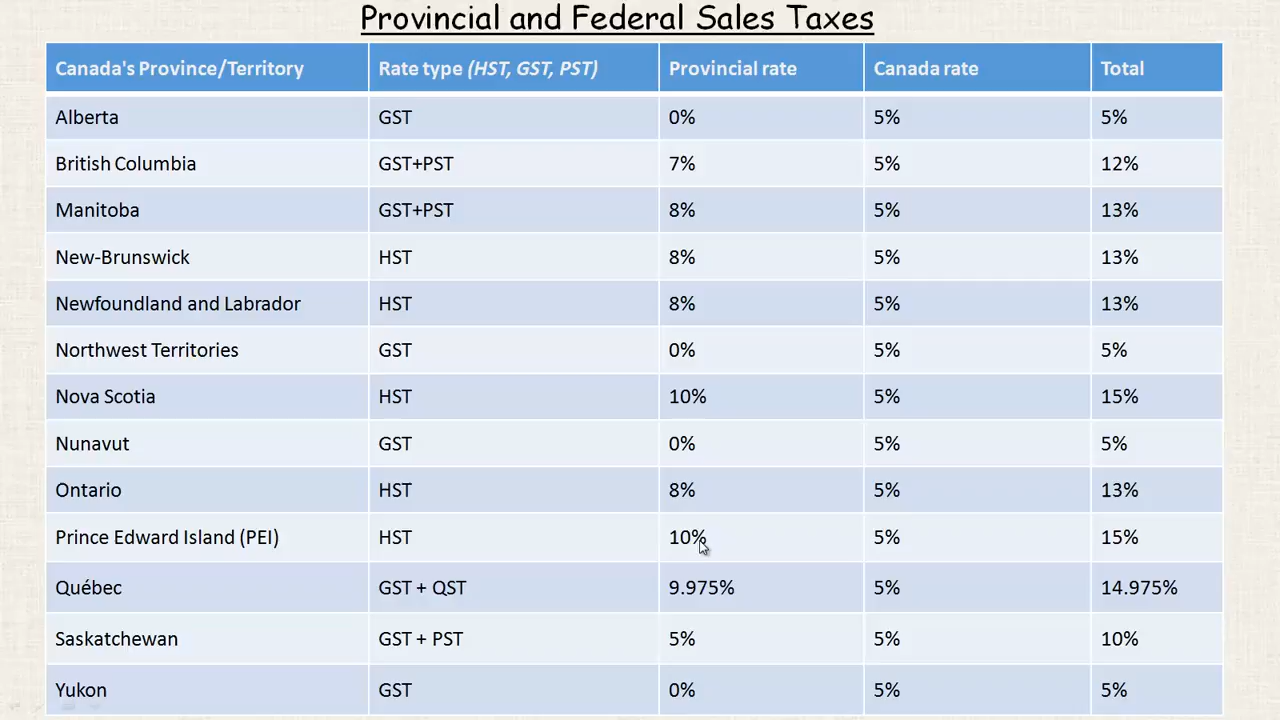 Provincial and Federal Sales Taxes
Canada's Province/Territory Rate type (HST, GST, PST) Provincial rate Canada rate Total
Alberta GST 0% 5% 5%
British Columbia GST+PST 7% 5% 12%
Manitoba GST+PST 8% 5% 13%
New-Brunswick HST 8% 5% 13%
Newfoundland and Labrador HST 8% 5% 13%
Northwest Territories GST 0% 5% 5%
Nova Scotia HST 10% 5% 15%
Nunavut GST 0% 5% 5%
Ontario HST 8% 5% 13%
Prince Edward Island (PEI) HST 10% 5% 15%
Québec GST + QST 9.975% 5% 14.975%
Saskatchewan GST + PST 5% 5% 10%
Yukon GST 0% 5% 5%